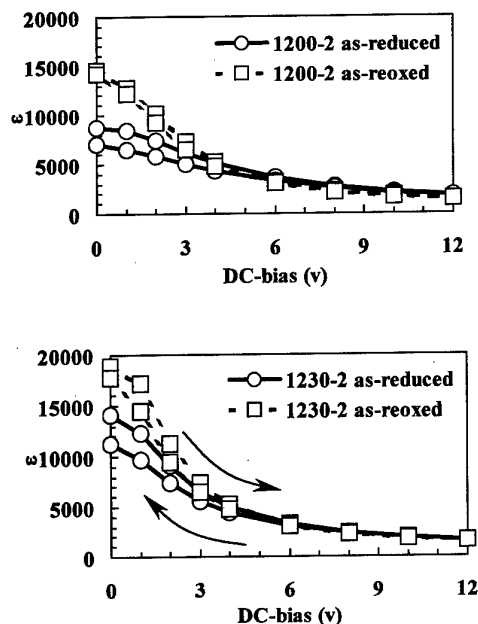 20000
15000
10000
5000
0
ε
1200-2 as-reduced
1200-2 as-reoxed
0 3 6 9 12
DC-bias (v)
20000
15000
10000
5000
0
ε
1230-2 as-reduced
1230-2 as-reoxed
0 3 6 9 12
DC-bias (v)